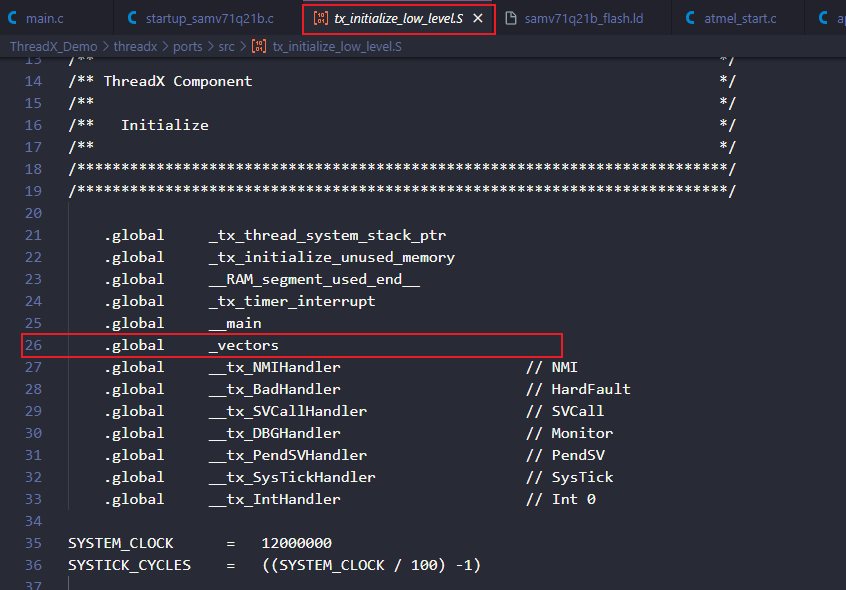 main.c startup_samv71q21b.c tx_initialize_low_level.S × samv71q21b_flash.ld atmel_start.c
ThreadX_Demo > threadx > ports > src > tx_initialize_low_level.S
13 /** */
14 /** ThreadX Component */
15 /** */
16 /** Initialize */
17 /** */
18 /************************************************************************/
19 /************************************************************************/
20
21 .global _tx_thread_system_stack_ptr
22 .global _tx_initialize_unused_memory
23 .global __RAM_segment_used_end__
24 .global _tx_timer_interrupt
25 .global __main
26 .global _vectors
27 .global __tx_NMIHandler // NMI
28 .global __tx_BadHandler // HardFault
29 .global __tx_SVCallHandler // SVCall
30 .global __tx_DBGHandler // Monitor
31 .global __tx_PendSVHandler // PendSV
32 .global __tx_SysTickHandler // SysTick
33 .global __tx_IntHandler // Int 0
34
35 SYSTEM_CLOCK = 12000000
36 SYSTICK_CYCLES = ((SYSTEM_CLOCK / 100) -1)
37